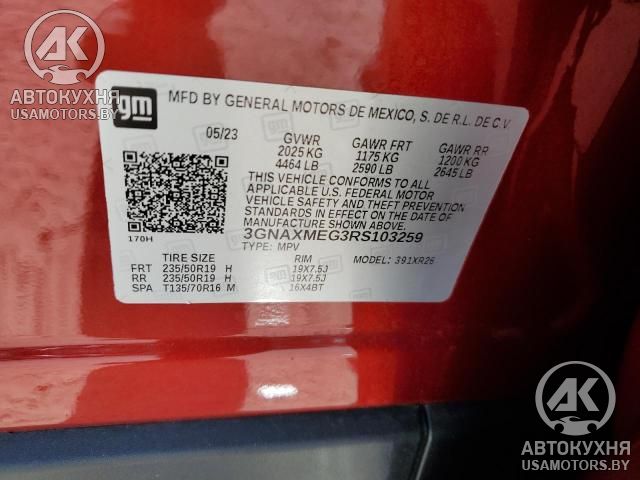 АК
АВТОКУХНЯ
USAMOTORS.BY
gm
MFD BY GENERAL MOTORS DE MEXICO, S. DE R.L. DE C.V.
05/23 GVWR GAWR FRT GAWR RR
2025 KG 1175 KG 1200 KG
4464 LB 2590 LB 2645 LB
THIS VEHICLE CONFORMS TO ALL
APPLICABLE U.S. FEDERAL MOTOR
VEHICLE SAFETY AND THEFT
PREVENTION STANDARDS IN
EFFECT ON THE DATE OF
MANUFACTURE SHOWN ABOVE.
170H 3GNAXMEG3RS103259
TYPE: MPV MODEL: 391XR26
TIRE SIZE RIM
FRT 235/50R19 H 19X7.5J
RR 235/50R19 H 19X7.5J
SPA T135/70R16 M 16X4BT
АК
АВТОКУХНЯ
USAMOTORS.BY